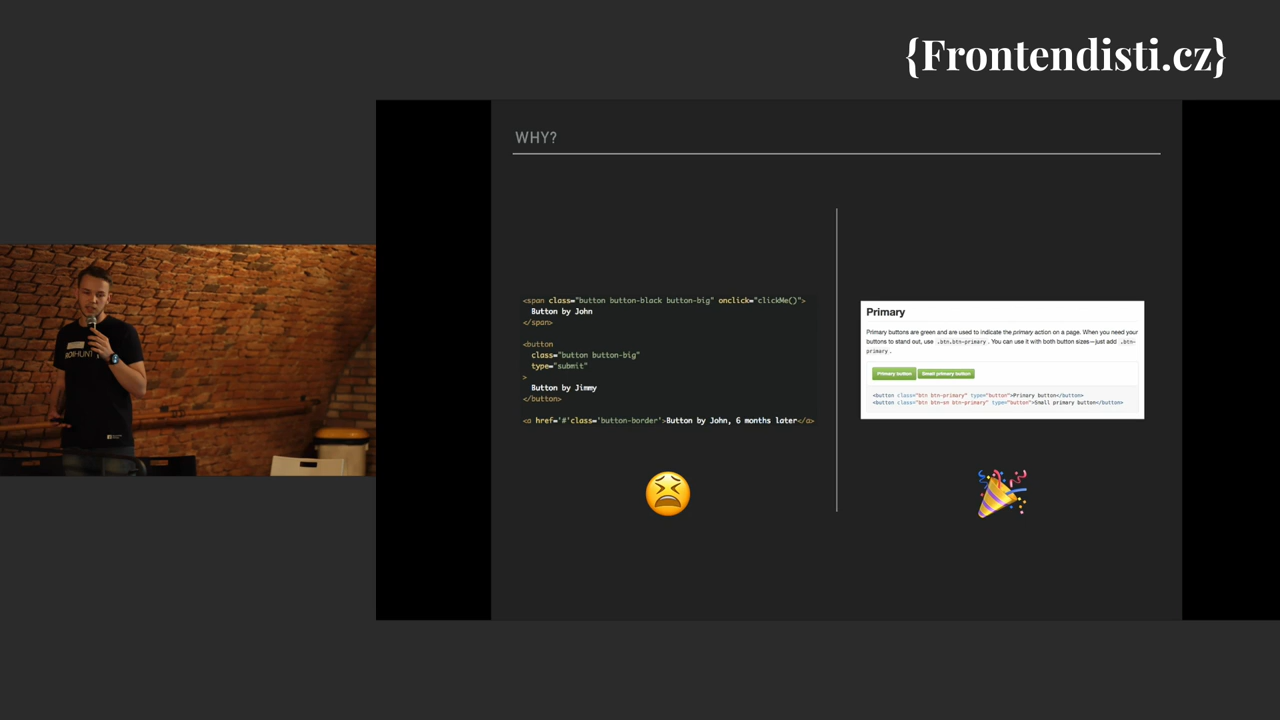 {Frontendisti.cz}
WHY?
<span class="button button-black button-big" onclick="clickMe()">
Button by John
</span>
<button
class="button button-big"
type="submit"
>
Button by Jimmy
</button>
<a href='#'class='button-border'>Button by John, 6 months later</a>
Primary
Primary buttons are green and are used to indicate the primary action on a page. When you need your
buttons to stand out, use .btn.btn-primary. You can use it with both button sizes—just add .btn-
primary.
Primary button Small primary button
<button class="btn btn-primary" type="button">Primary button</button>
<button class="btn btn-sm btn-primary" type="button">Small primary button</button>